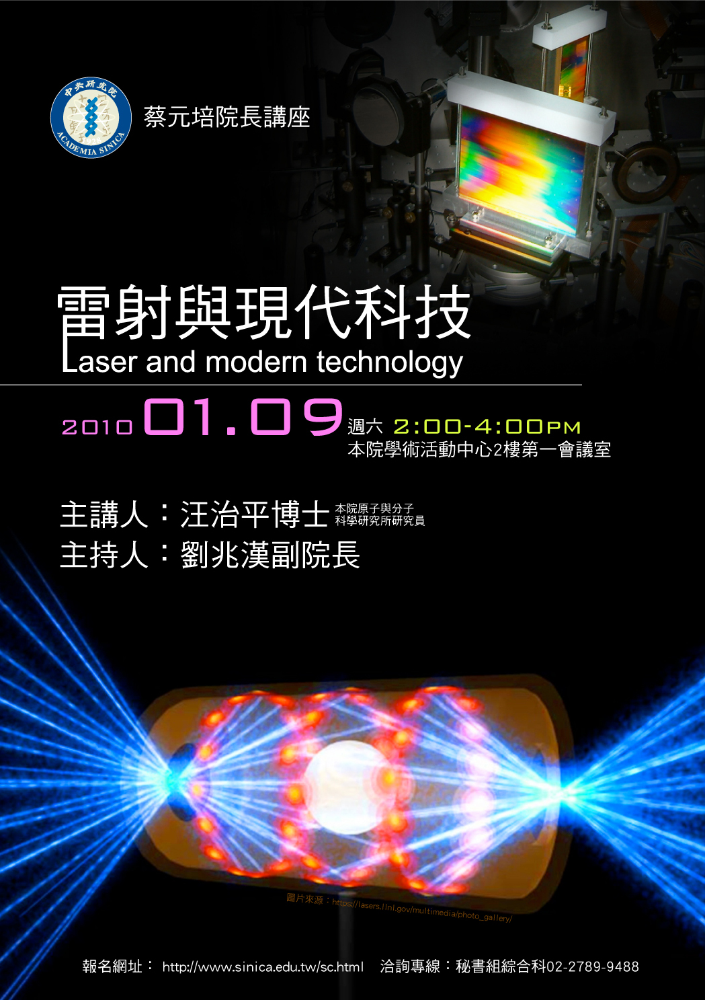 中央研究院
ACADEMIA SINICA
蔡元培院長講座
雷射與現代科技
Laser and modern technology
2010 01.09 週六 2:00-4:00PM
本院學術活動中心2樓第一會議室
主講人：汪治平博士 本院原子與分子
科學研究所研究員
主持人：劉兆漢副院長
圖片來源：https://lasers.llnl.gov/multimedia/photo_gallery/
報名網址： http://www.sinica.edu.tw/sc.html 洽詢專線：秘書組綜合科02-2789-9488